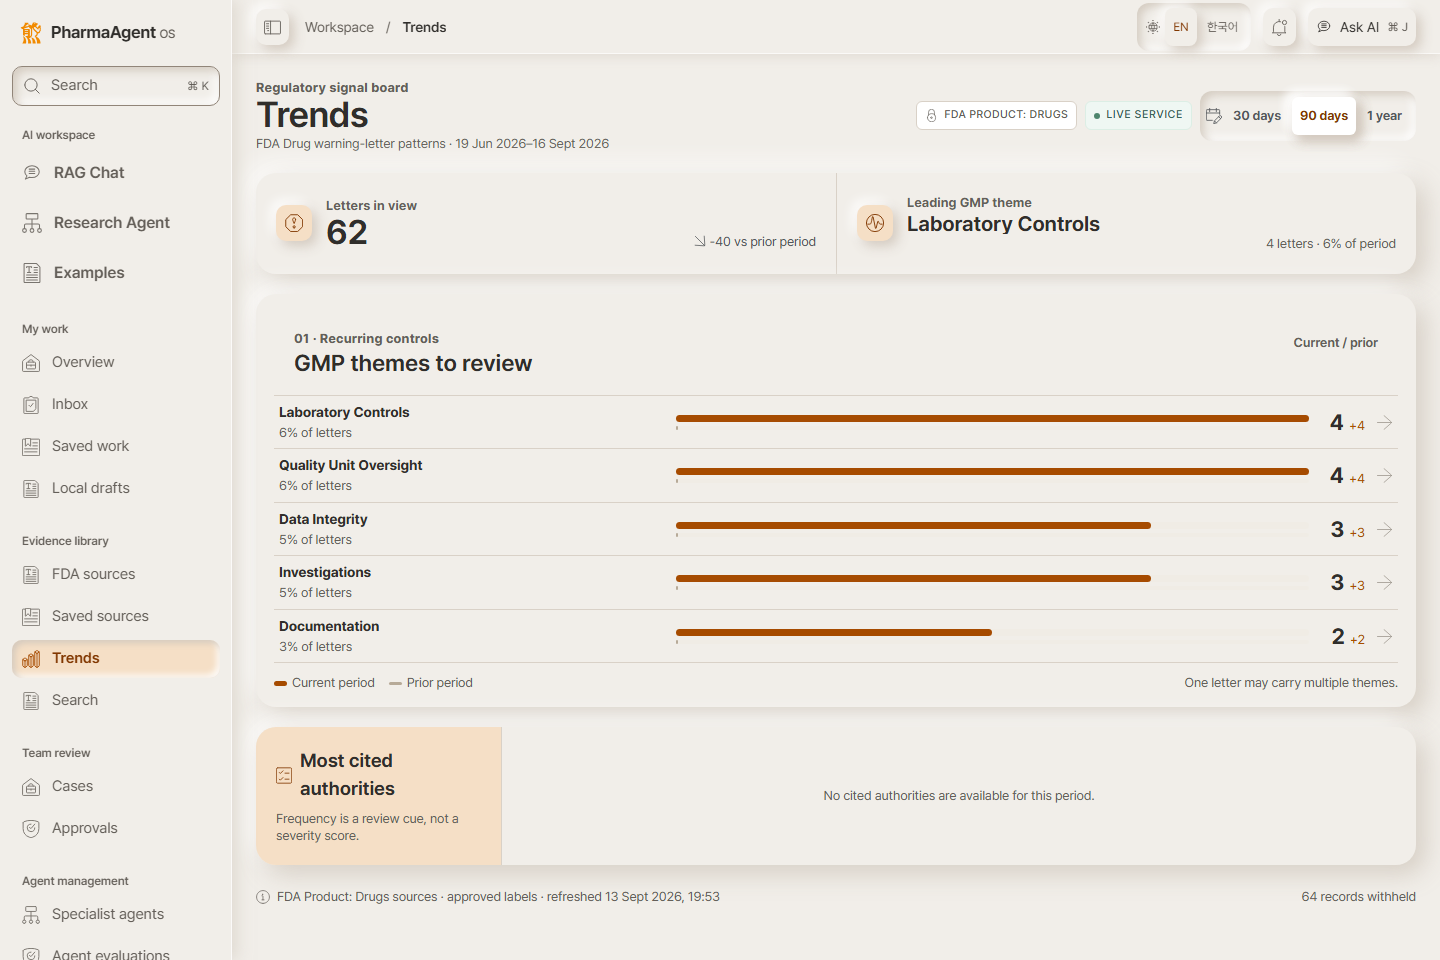 PharmaAgent os
Search ⌘ K
AI workspace
RAG Chat
Research Agent
Examples
My work
Overview
Inbox
Saved work
Local drafts
Evidence library
FDA sources
Saved sources
Trends
Search
Team review
Cases
Approvals
Agent management
Specialist agents
Agent evaluations
Workspace / Trends
EN 한국어
Ask AI ⌘ J
Regulatory signal board
Trends
FDA Drug warning-letter patterns · 19 Jun 2026–16 Sept 2026
FDA PRODUCT: DRUGS
LIVE SERVICE
30 days 90 days 1 year
Letters in view
62
-40 vs prior period
Leading GMP theme
Laboratory Controls
4 letters · 6% of period
01 · Recurring controls
GMP themes to review
Current / prior
Laboratory Controls
6% of letters
4 +4
Quality Unit Oversight
6% of letters
4 +4
Data Integrity
5% of letters
3 +3
Investigations
5% of letters
3 +3
Documentation
3% of letters
2 +2
Current period Prior period
One letter may carry multiple themes.
Most cited
authorities
Frequency is a review cue, not a
severity score.
No cited authorities are available for this period.
FDA Product: Drugs sources · approved labels · refreshed 13 Sept 2026, 19:53
64 records withheld